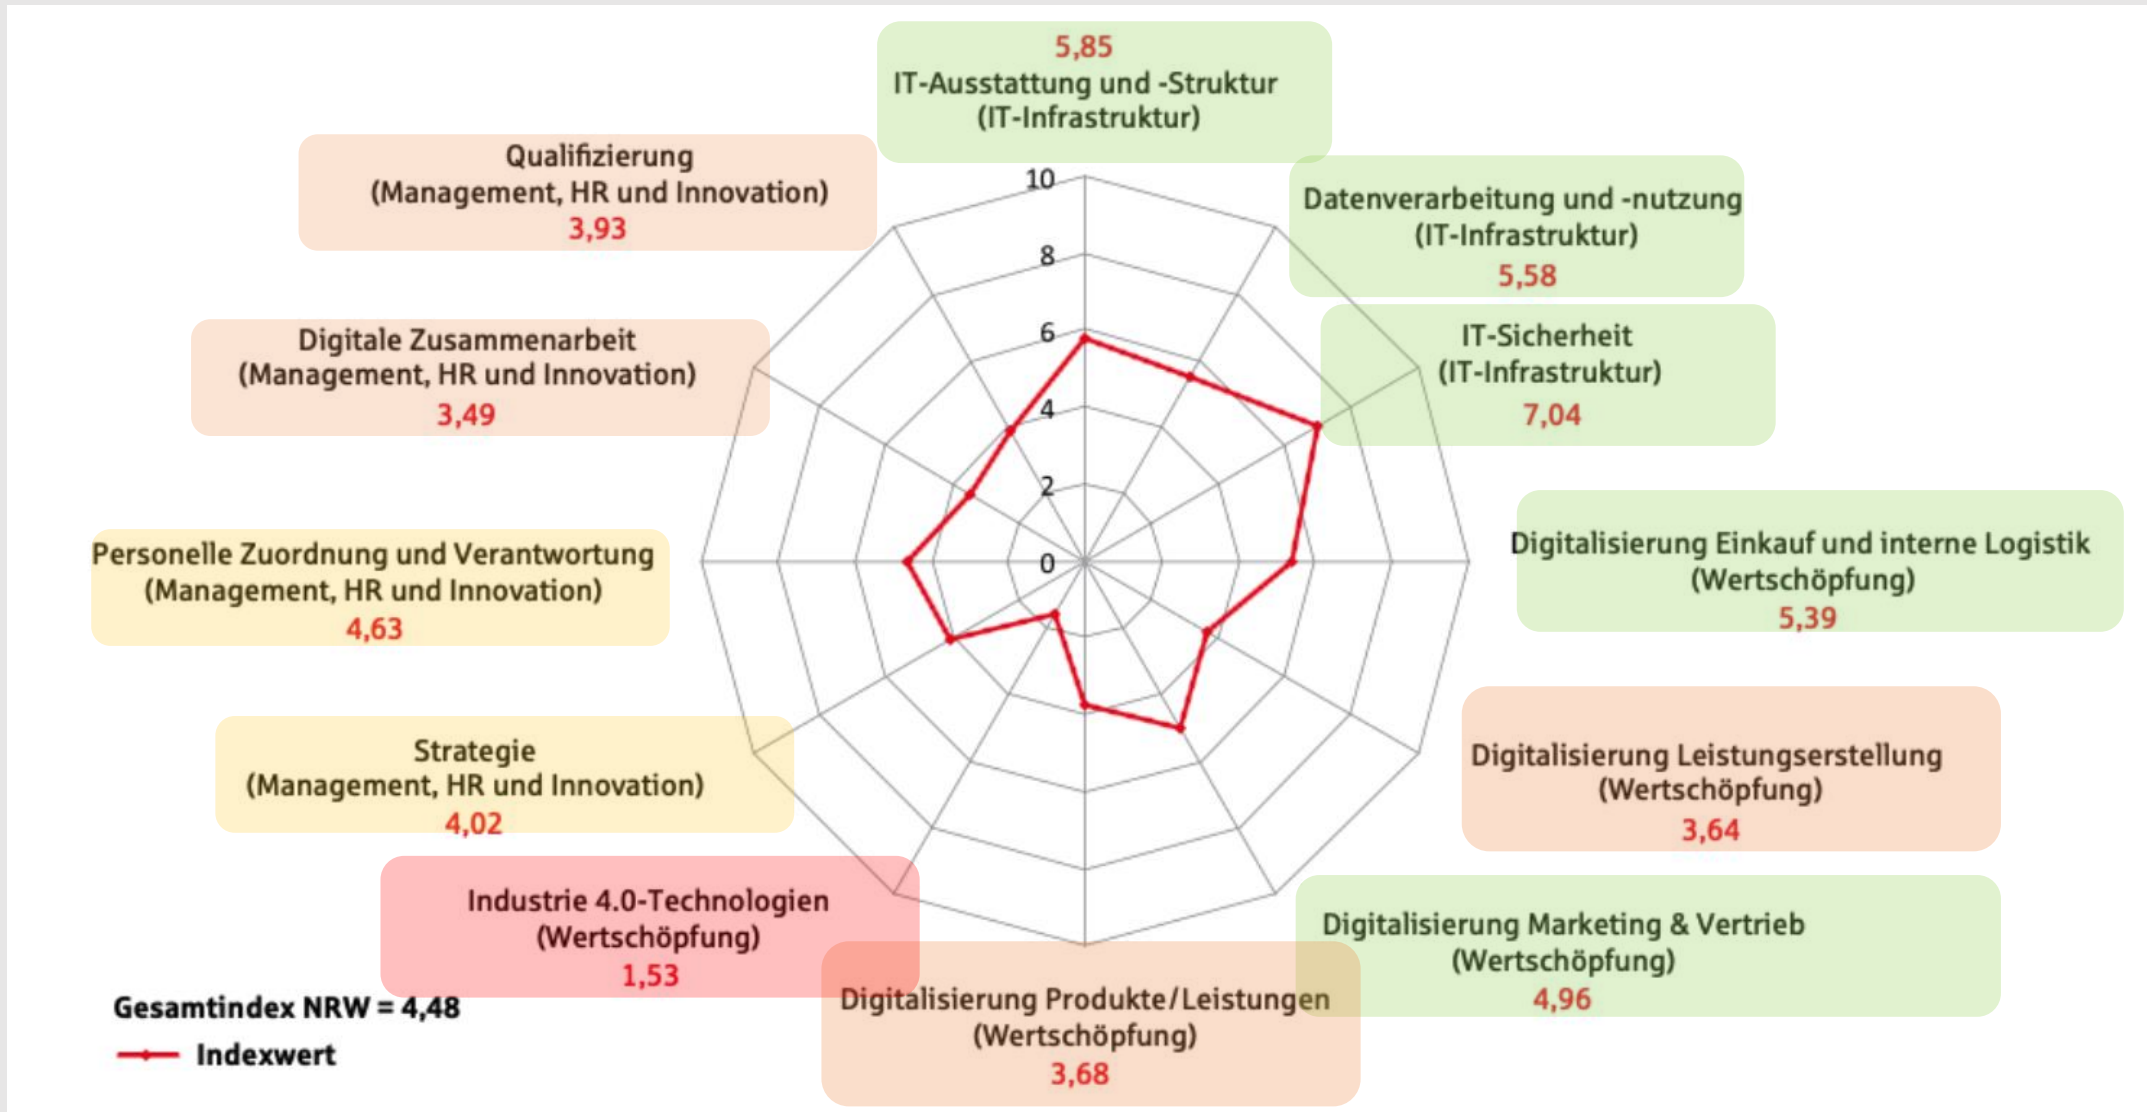 5,85
IT-Ausstattung und -Struktur
(IT-Infrastruktur)
Datenverarbeitung und -nutzung
(IT-Infrastruktur)
5,58
IT-Sicherheit
(IT-Infrastruktur)
7,04
Digitalisierung Einkauf und interne Logistik
(Wertschöpfung)
5,39
Digitalisierung Leistungserstellung
(Wertschöpfung)
3,64
Digitalisierung Marketing & Vertrieb
(Wertschöpfung)
4,96
Digitalisierung Produkte/Leistungen
(Wertschöpfung)
3,68
Industrie 4.0-Technologien
(Wertschöpfung)
1,53
Strategie
(Management, HR und Innovation)
4,02
Personelle Zuordnung und Verantwortung
(Management, HR und Innovation)
4,63
Digitale Zusammenarbeit
(Management, HR und Innovation)
3,49
Qualifizierung
(Management, HR und Innovation)
3,93
10
8
6
4
2
0
Gesamtindex NRW = 4,48
Indexwert